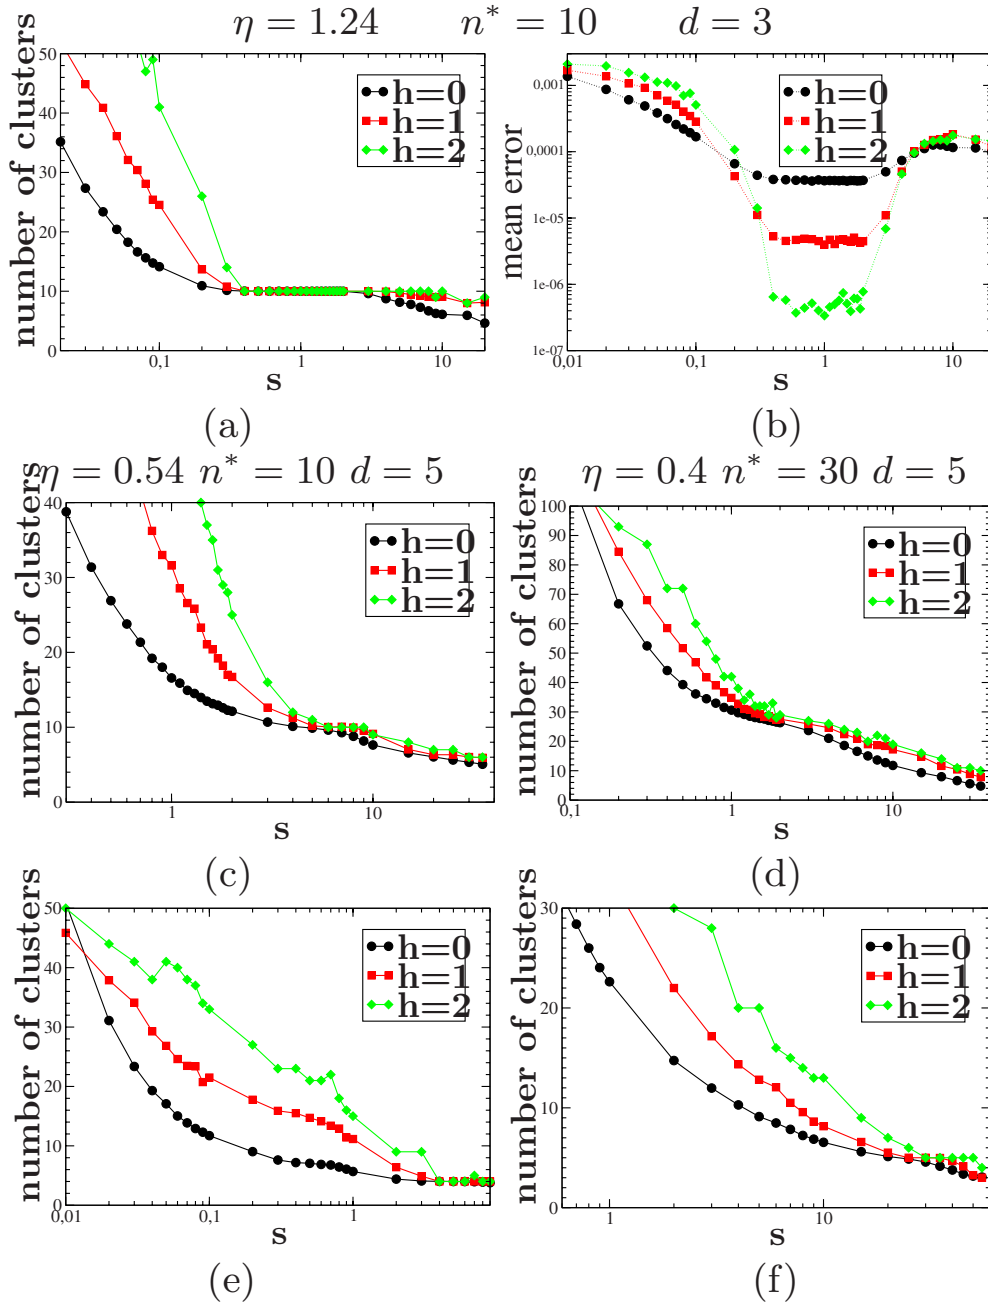 η = 1.24 n* = 10 d = 3
number of clusters
50
40
30
20
10
0
0,1
1
10
s
h=0
h=1
h=2
(a)
mean error
0,001
0,0001
1e-05
1e-06
1e-07
0,01
0,1
1
10
s
h=0
h=1
h=2
(b)
η = 0.54 n* = 10 d = 5
number of clusters
40
30
20
10
0
1
10
s
h=0
h=1
h=2
(c)
η = 0.4 n* = 30 d = 5
number of clusters
100
90
80
70
60
50
40
30
20
10
0
0,1
1
10
s
h=0
h=1
h=2
(d)
number of clusters
50
40
30
20
10
0
0,01
0,1
1
s
h=0
h=1
h=2
(e)
number of clusters
30
25
20
15
10
5
0
1
10
s
h=0
h=1
h=2
(f)